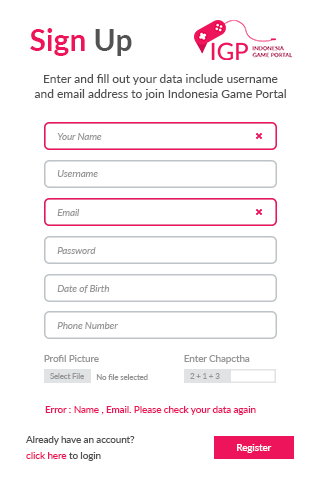 Sign Up
IGP INDONESIA
GAME PORTAL
Enter and fill out your data include username
and email address to join Indonesia Game Portal
Your Name
Username
Email
Password
Date of Birth
Phone Number
Profil Picture
Enter Chapctha
Select File No file selected
2 + 1 + 3
Error : Name , Email. Please check your data again
Already have an account?
click here to login
Register